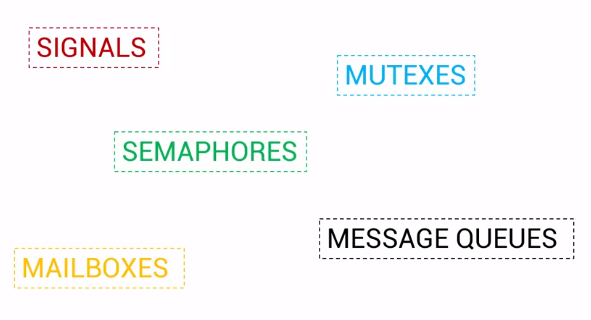 SIGNALS
MUTEXES
SEMAPHORES
MESSAGE QUEUES
MAILBOXES